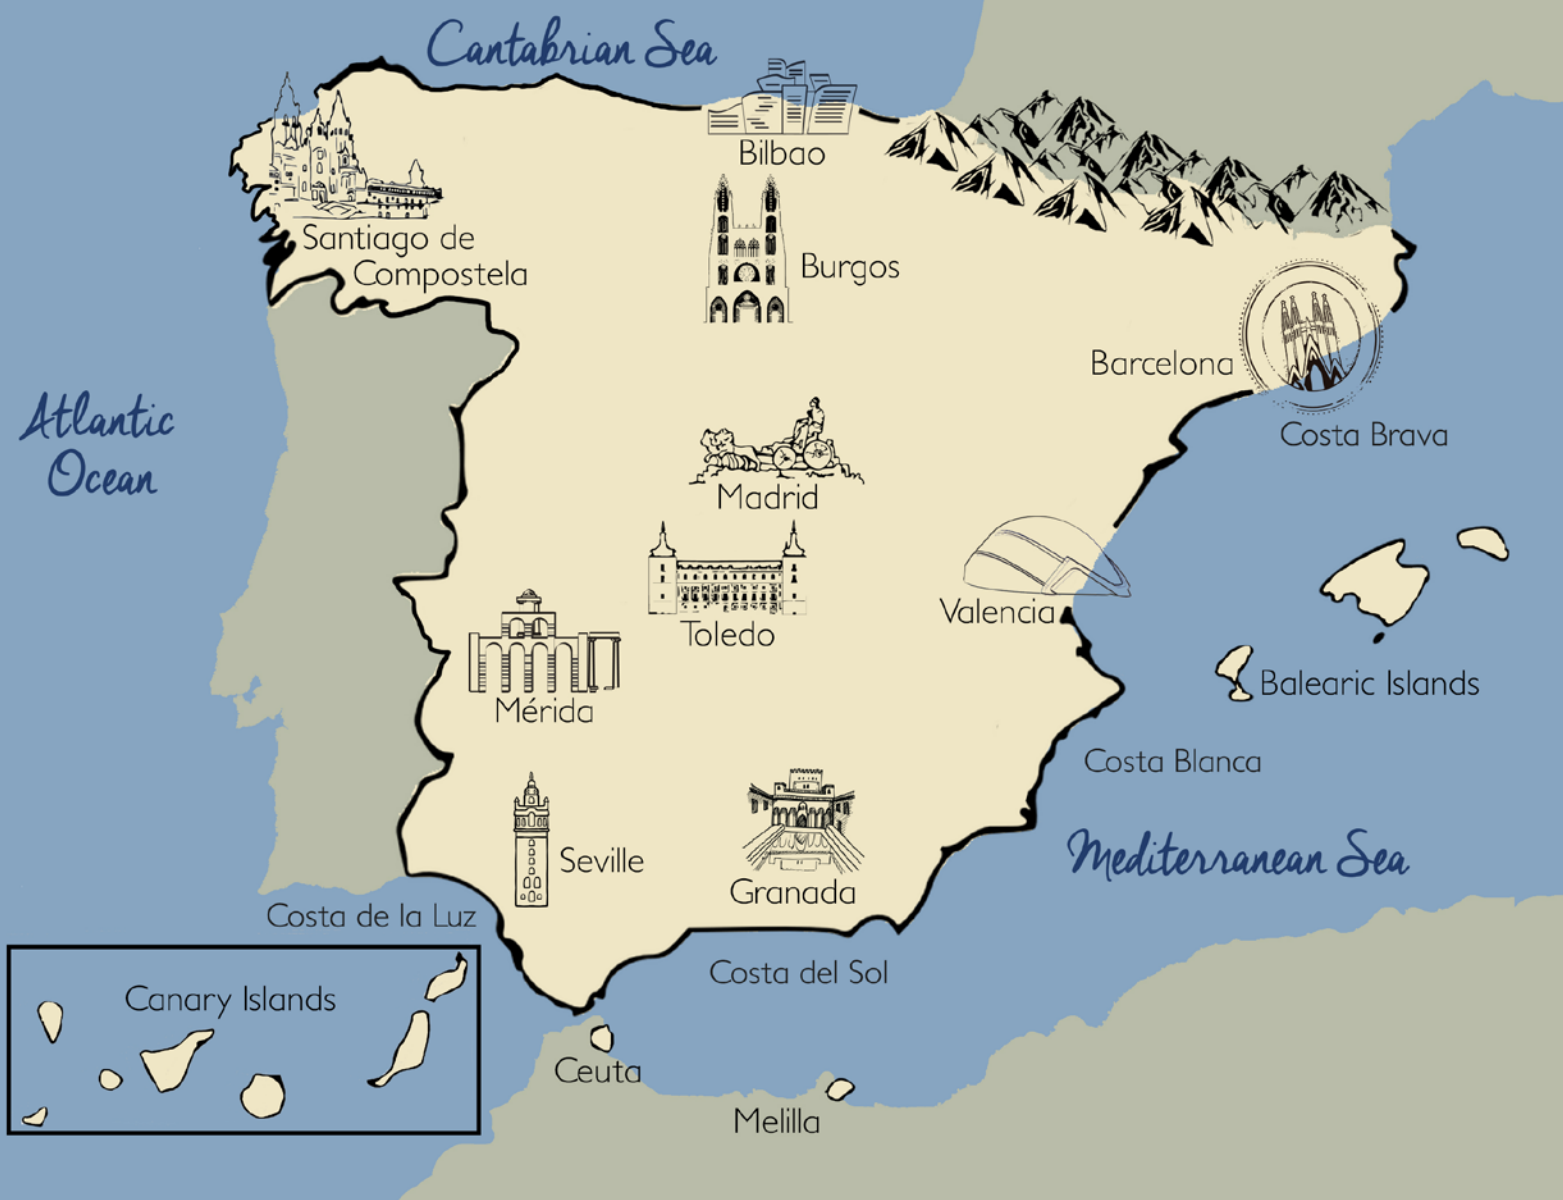 Cantabrian Sea
Bilbao
Santiago de
Compostela
Burgos
Barcelona
Atlantic
Ocean
Costa Brava
Madrid
Valencia
Toledo
Balearic Islands
Mérida
Costa Blanca
Mediterranean Sea
Seville
Granada
Costa de la Luz
Costa del Sol
Canary Islands
Ceuta
Melilla